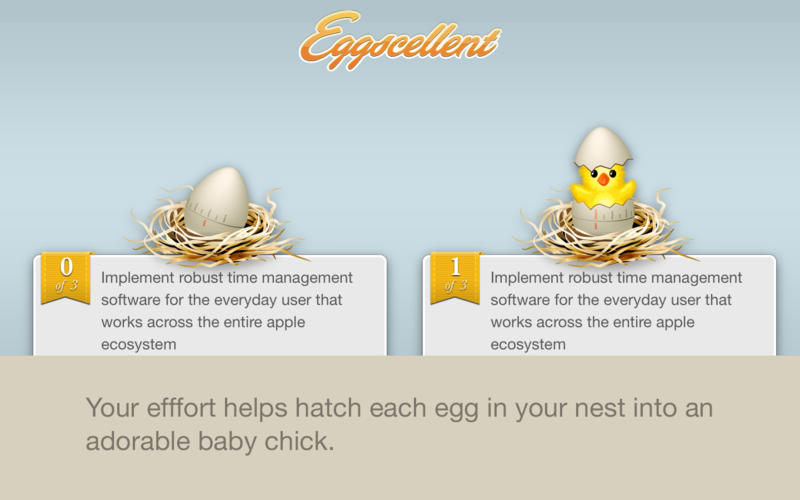 Eggscellent
0
of 3
Implement robust time management
software for the everyday user that
works across the entire apple
ecosystem
1
of 3
Implement robust time management
software for the everyday user that
works across the entire apple
ecosystem
Your efffort helps hatch each egg in your nest into an
adorable baby chick.